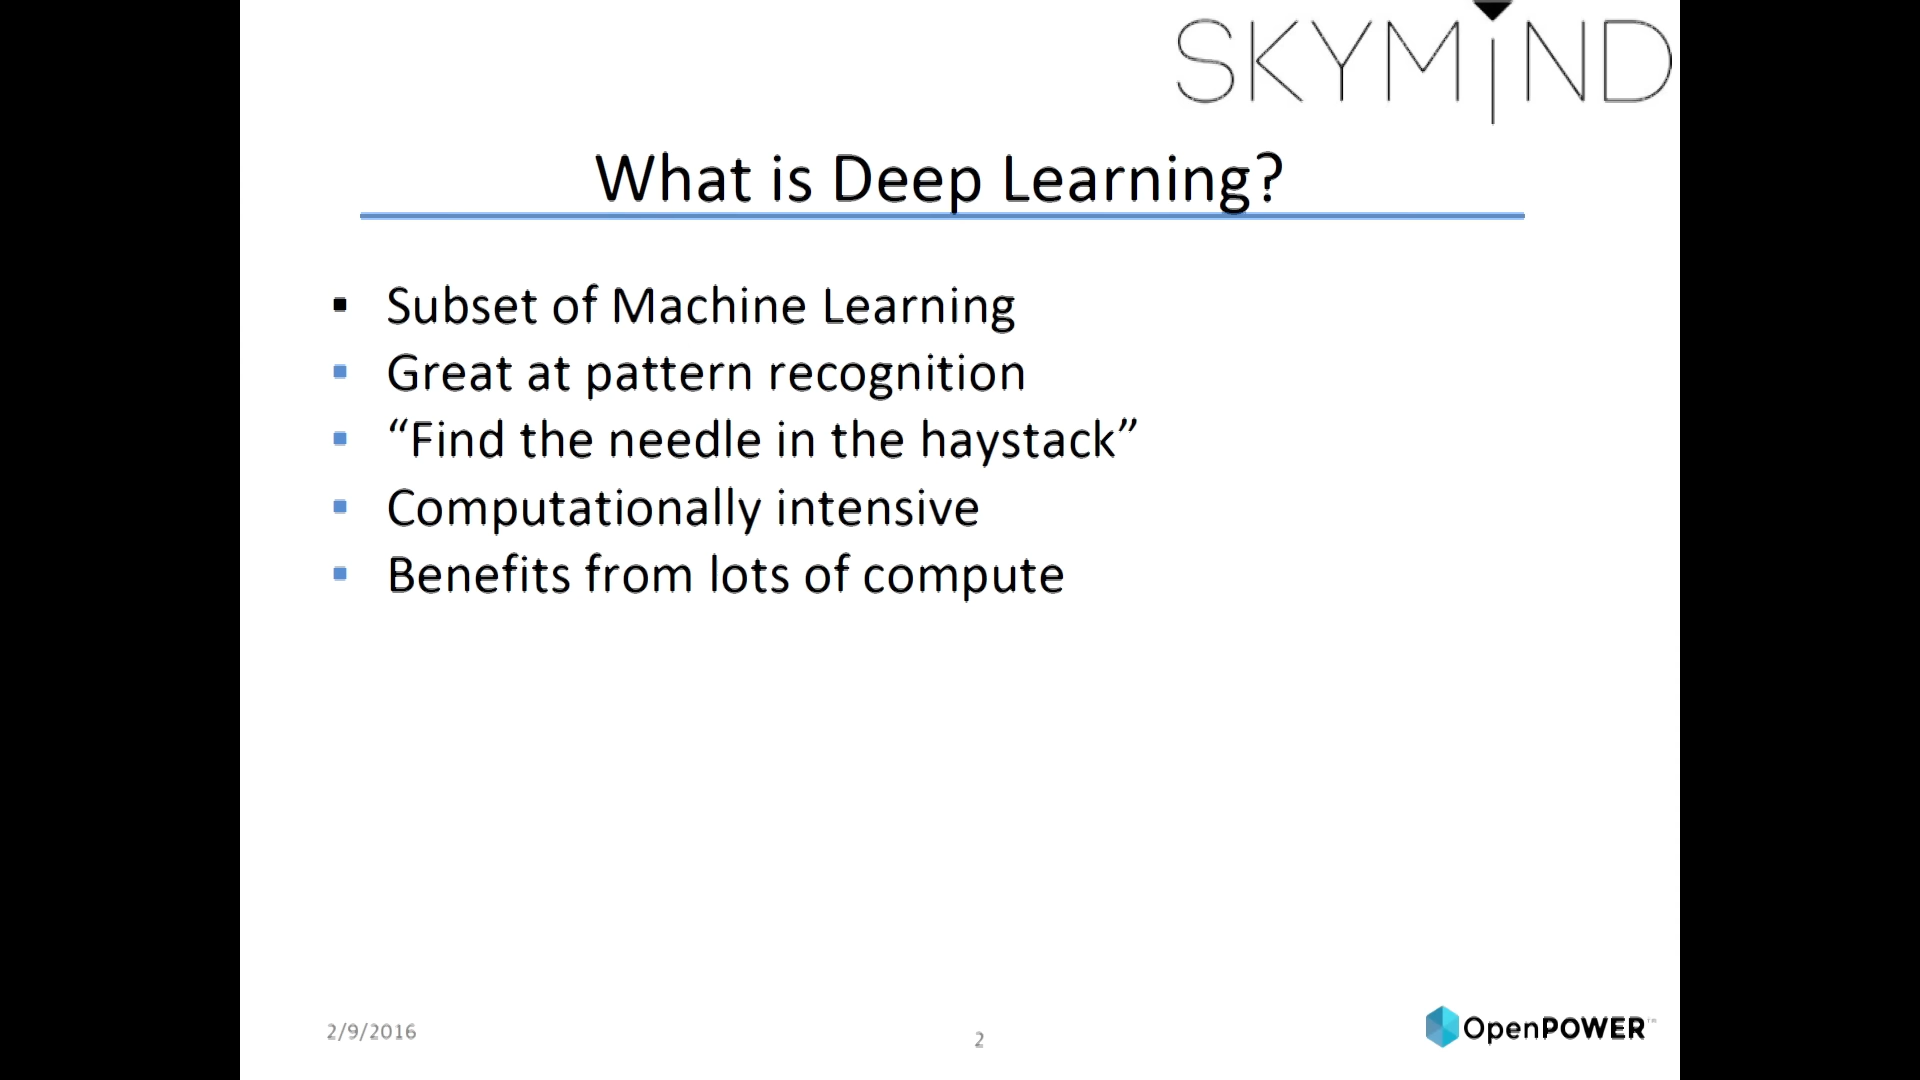 SKYMIND
What is Deep Learning?
▪ Subset of Machine Learning
▪ Great at pattern recognition
▪ “Find the needle in the haystack”
▪ Computationally intensive
▪ Benefits from lots of compute
2/9/2016
2
OpenPOWER™